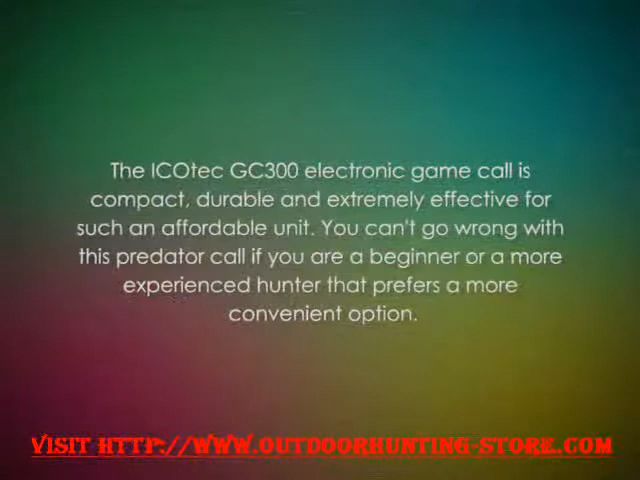 The ICOtec GC300 electronic game call is
compact, durable and extremely effective for
such an affordable unit. You can't go wrong with
this predator call if you are a beginner or a more
experienced hunter that prefers a more
convenient option.
VISIT HTTP://WWW.OUTDOORHUNTING-STORE.COM